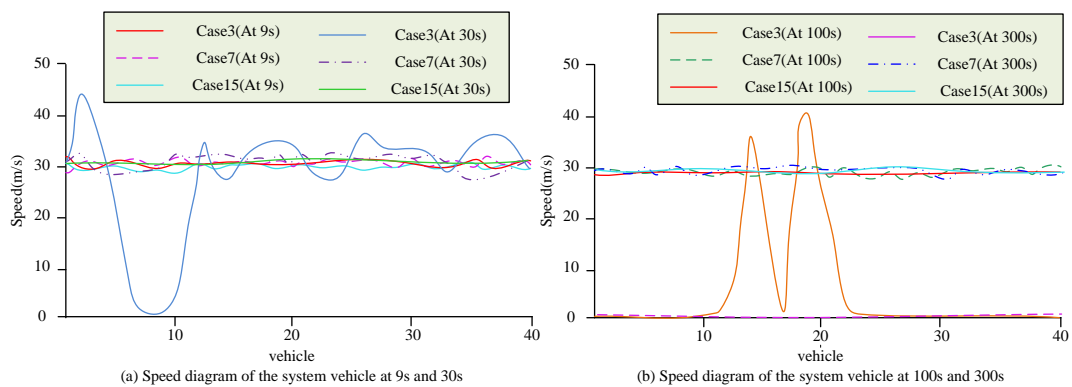 Case3(At 9s)
Case3(At 30s)
Case7(At 9s)
Case7(At 30s)
Case15(At 9s)
Case15(At 30s)
50
40
30
20
10
0
Speed(m/s)
10
20
30
40
vehicle
(a) Speed diagram of the system vehicle at 9s and 30s
Case3(At 100s)
Case3(At 300s)
Case7(At 100s)
Case7(At 300s)
Case15(At 100s)
Case15(At 300s)
50
40
30
20
10
0
Speed(m/s)
10
20
30
40
vehicle
(b) Speed diagram of the system vehicle at 100s and 300s